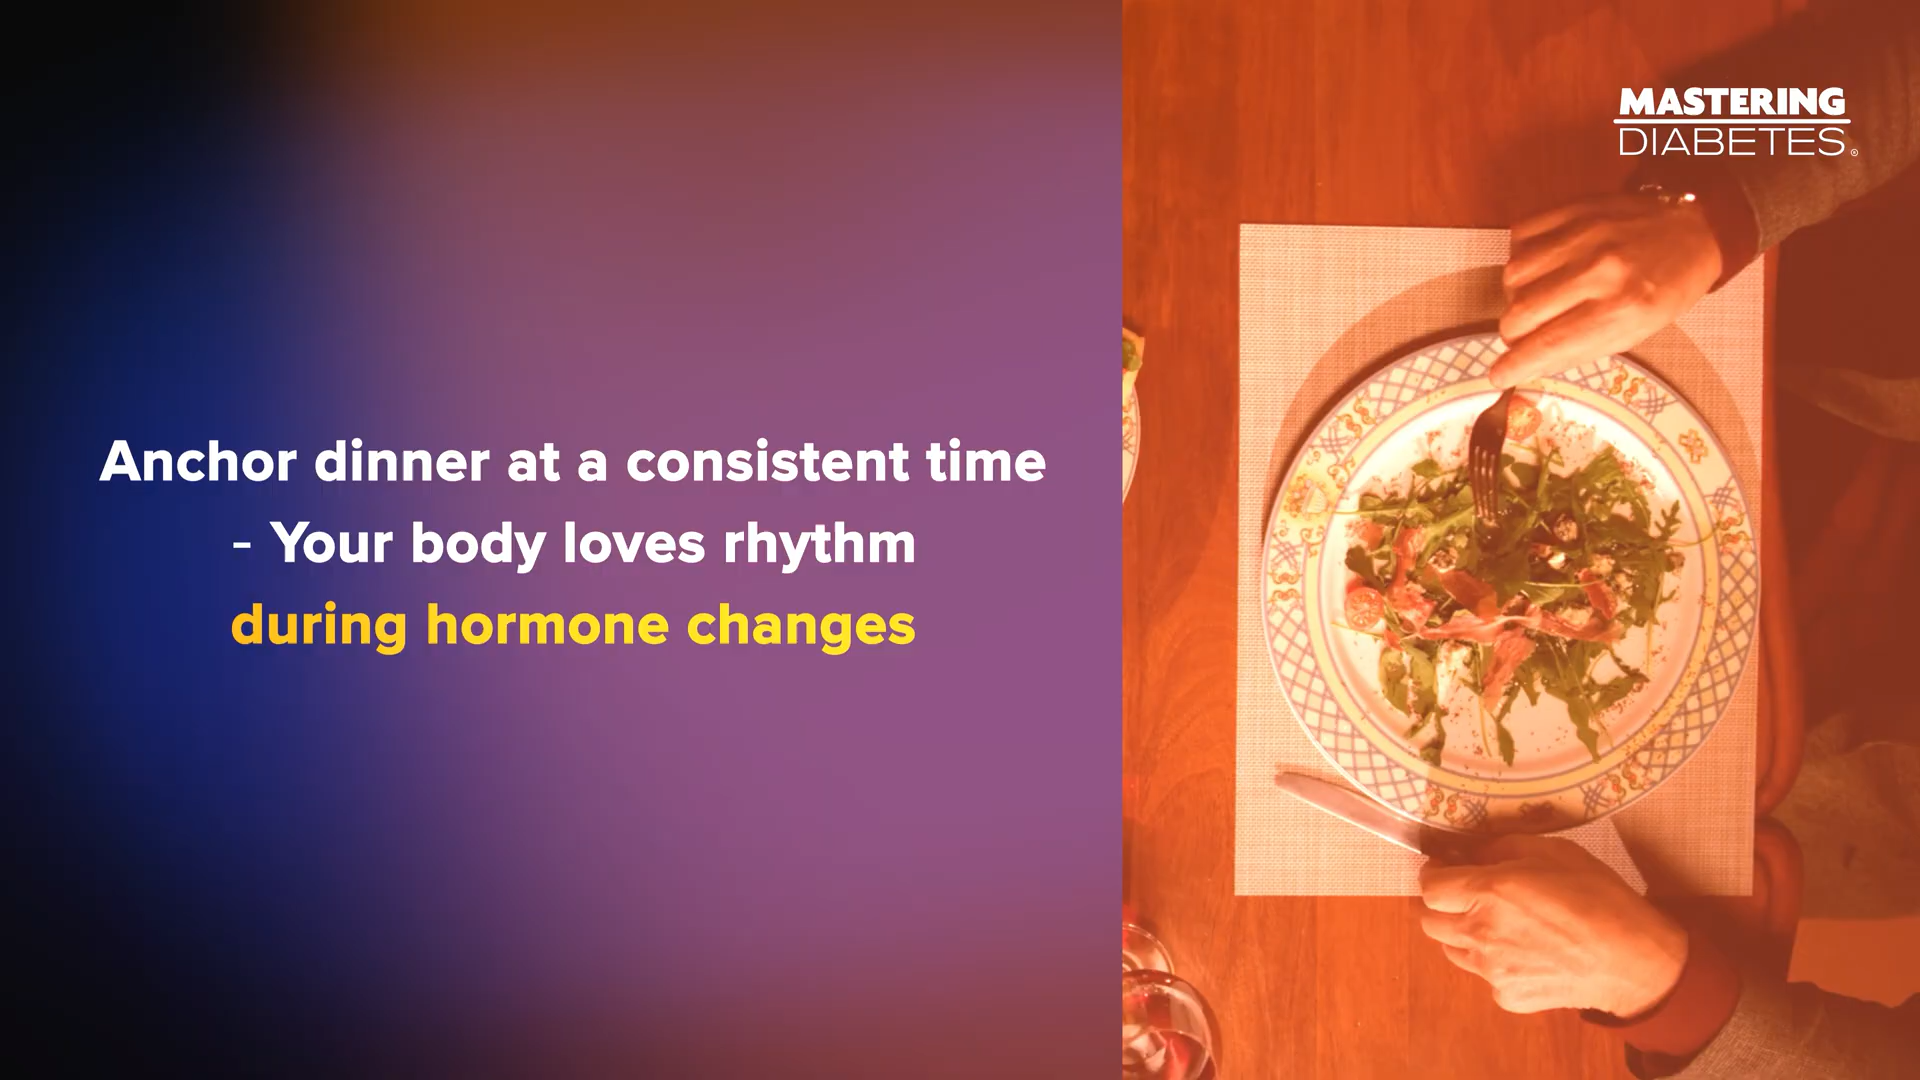 Anchor dinner at a consistent time
- Your body loves rhythm
during hormone changes
MASTERING
DIABETES®